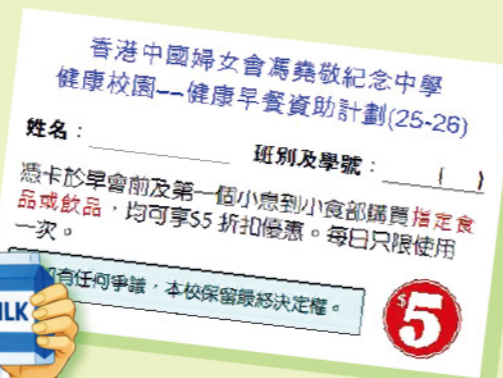 香港中國婦女會馮堯敬紀念中學
健康校園——健康早餐資助計劃(25-26)
姓名：
班別及學號： ( )
憑卡於早會前及第一個小息到小食部購買指定食
品或飲品，均可享$5 折扣優惠。每日只限使用
一次。
有任何爭議，本校保留最終決定權。
$5